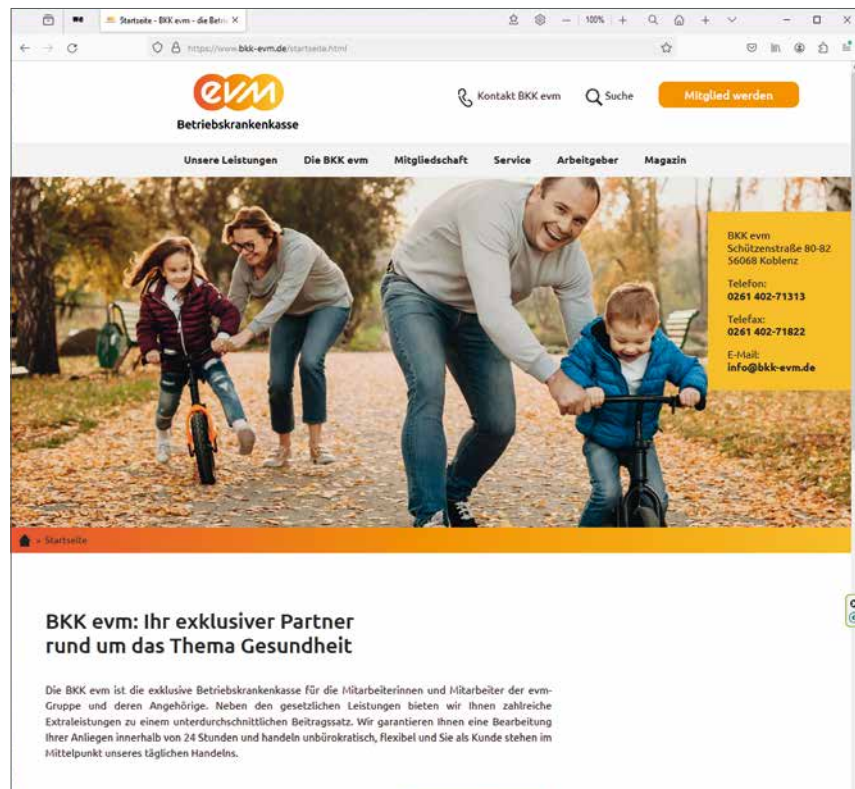 Startseite - BKK evm – die Betri
100%
https://www.bkk-evm.de/startseite.html
evm
Betriebskrankenkasse
Kontakt BKK evm
Suche
Mitglied werden
Unsere Leistungen Die BKK evm Mitgliedschaft Service Arbeitgeber Magazin
BKK evm
Schützenstraße 80-82
56068 Koblenz
Telefon:
0261 402-71313
Telefax:
0261 402-71822
E-Mail:
info@bkk-evm.de
» Startseite
BKK evm: Ihr exklusiver Partner
rund um das Thema Gesundheit
Die BKK evm ist die exklusive Betriebskrankenkasse für die Mitarbeiterinnen und Mitarbeiter der evm-
Gruppe und deren Angehörige. Neben den gesetzlichen Leistungen bieten wir Ihnen zahlreiche
Extraleistungen zu einem unterdurchschnittlichen Beitragssatz. Wir garantieren Ihnen eine Bearbeitung
Ihrer Anliegen innerhalb von 24 Stunden und handeln unbürokratisch, flexibel und Sie als Kunde stehen im
Mittelpunkt unseres täglichen Handelns.